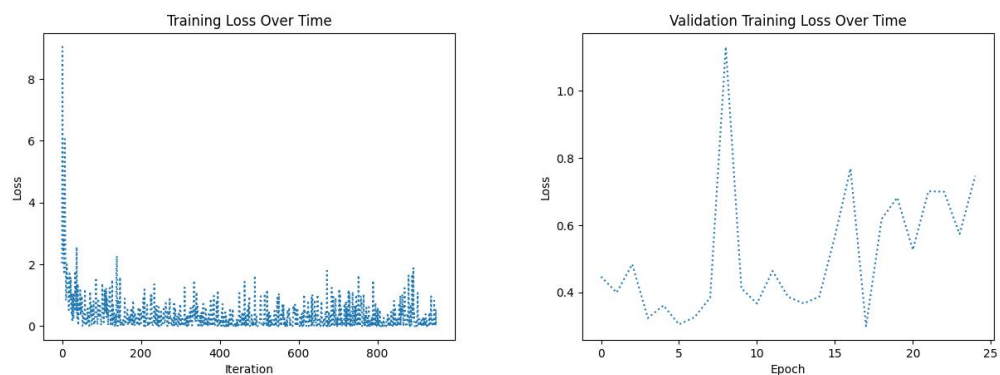 Training Loss Over Time
8
6
4
2
0
Loss
0 200 400 600 800
Iteration
Validation Training Loss Over Time
1.0
0.8
0.6
0.4
Loss
0 5 10 15 20 25
Epoch